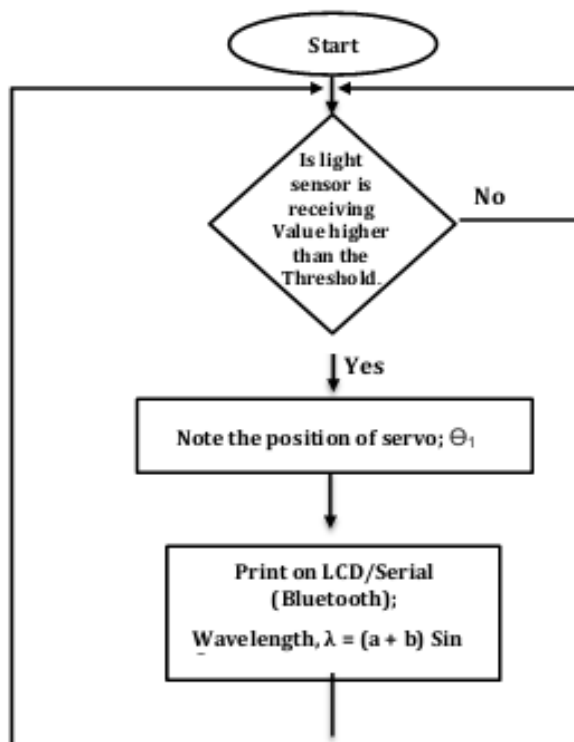 Start
Is light
sensor is
receiving
Value higher
than the
Threshold.
No
Yes
Note the position of servo; Θ₁
Print on LCD/Serial
(Bluetooth);
Wavelength, λ = (a + b) Sin